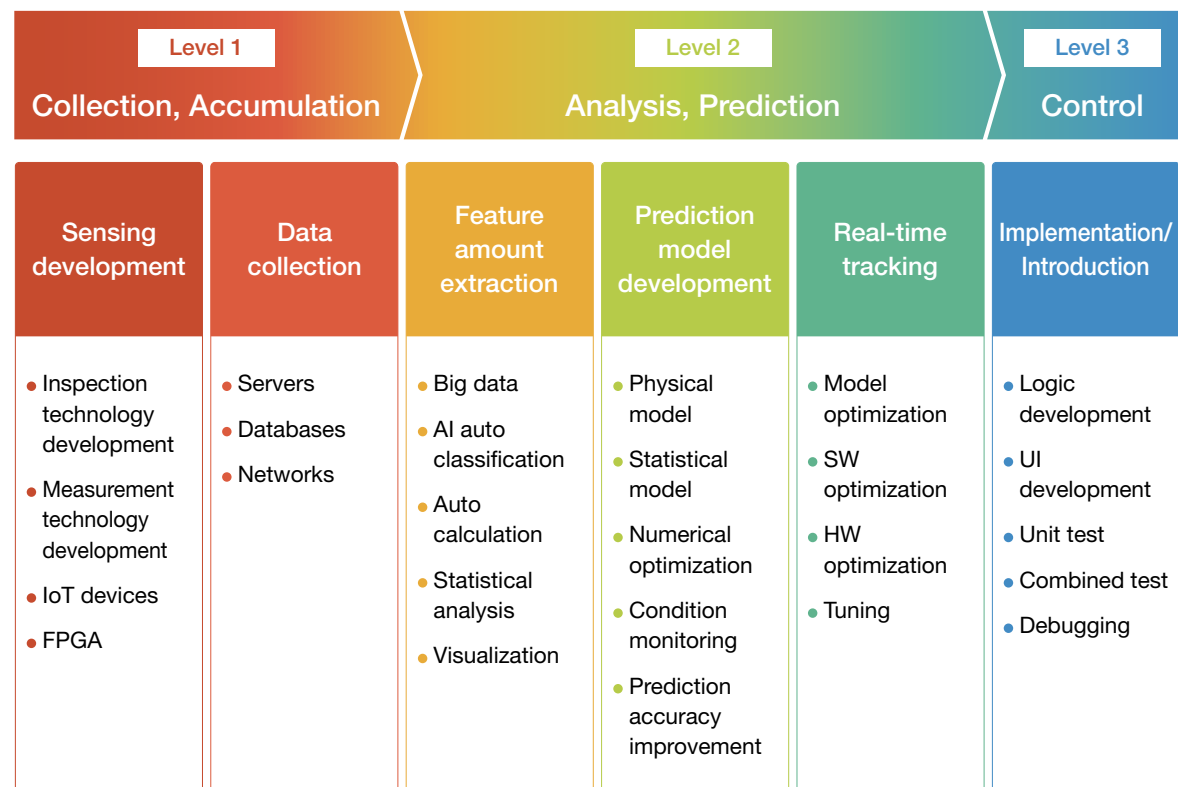 Level 1
Collection, Accumulation
Level 2
Analysis, Prediction
Level 3
Control
Sensing
development
Inspection
technology
development
Measurement
technology
development
IoT devices
FPGA
Data
collection
Servers
Databases
Networks
Feature
amount
extraction
Big data
AI auto
classification
Auto
calculation
Statistical
analysis
Visualization
Prediction
model
development
Physical
model
Statistical
model
Numerical
optimization
Condition
monitoring
Prediction
accuracy
improvement
Real-time
tracking
Model
optimization
SW
optimization
HW
optimization
Tuning
Implementation/
Introduction
Logic
development
UI
development
Unit test
Combined test
Debugging